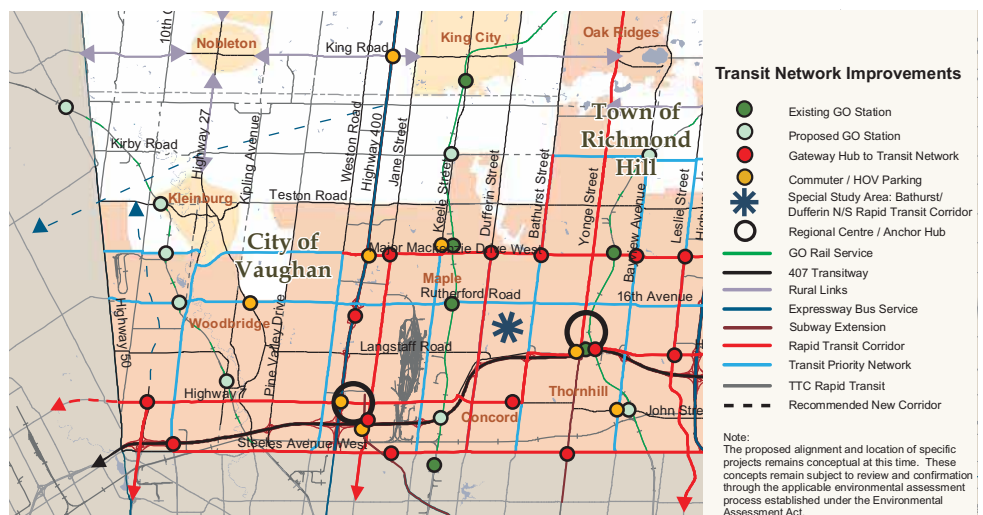 10th C
Nobleton
King Road
King City
Oak Ridges
Town of
Richmond
Hill
Kirby Road
Highway 27
Kipling Avenue
Weston Road
Highway 400
Jane Street
Keele Street
Dufferin Street
Bathurst Street
Yonge Street
Bayview Avenue
Leslie Street
Teston Road
Kleinburg
City of
Vaughan
Major Mackenzie Drive West
Maple
Rutherford Road
16th Avenue
Highway 50
Woodbridge
Pine Valley Drive
Langstaff Road
Highway 7
Thornhill
Concord
John Stre
Steeles Avenue West
Transit Network Improvements
Existing GO Station
Proposed GO Station
Gateway Hub to Transit Network
Commuter / HOV Parking
Special Study Area: Bathurst/
Dufferin N/S Rapid Transit Corridor
Regional Centre / Anchor Hub
GO Rail Service
407 Transitway
Rural Links
Expressway Bus Service
Subway Extension
Rapid Transit Corridor
Transit Priority Network
TTC Rapid Transit
Recommended New Corridor
Note:
The proposed alignment and location of specific
projects remains conceptual at this time. These
concepts remain subject to review and confirmation
through the applicable environmental assessment
process established under the Environmental
Assessment Act.